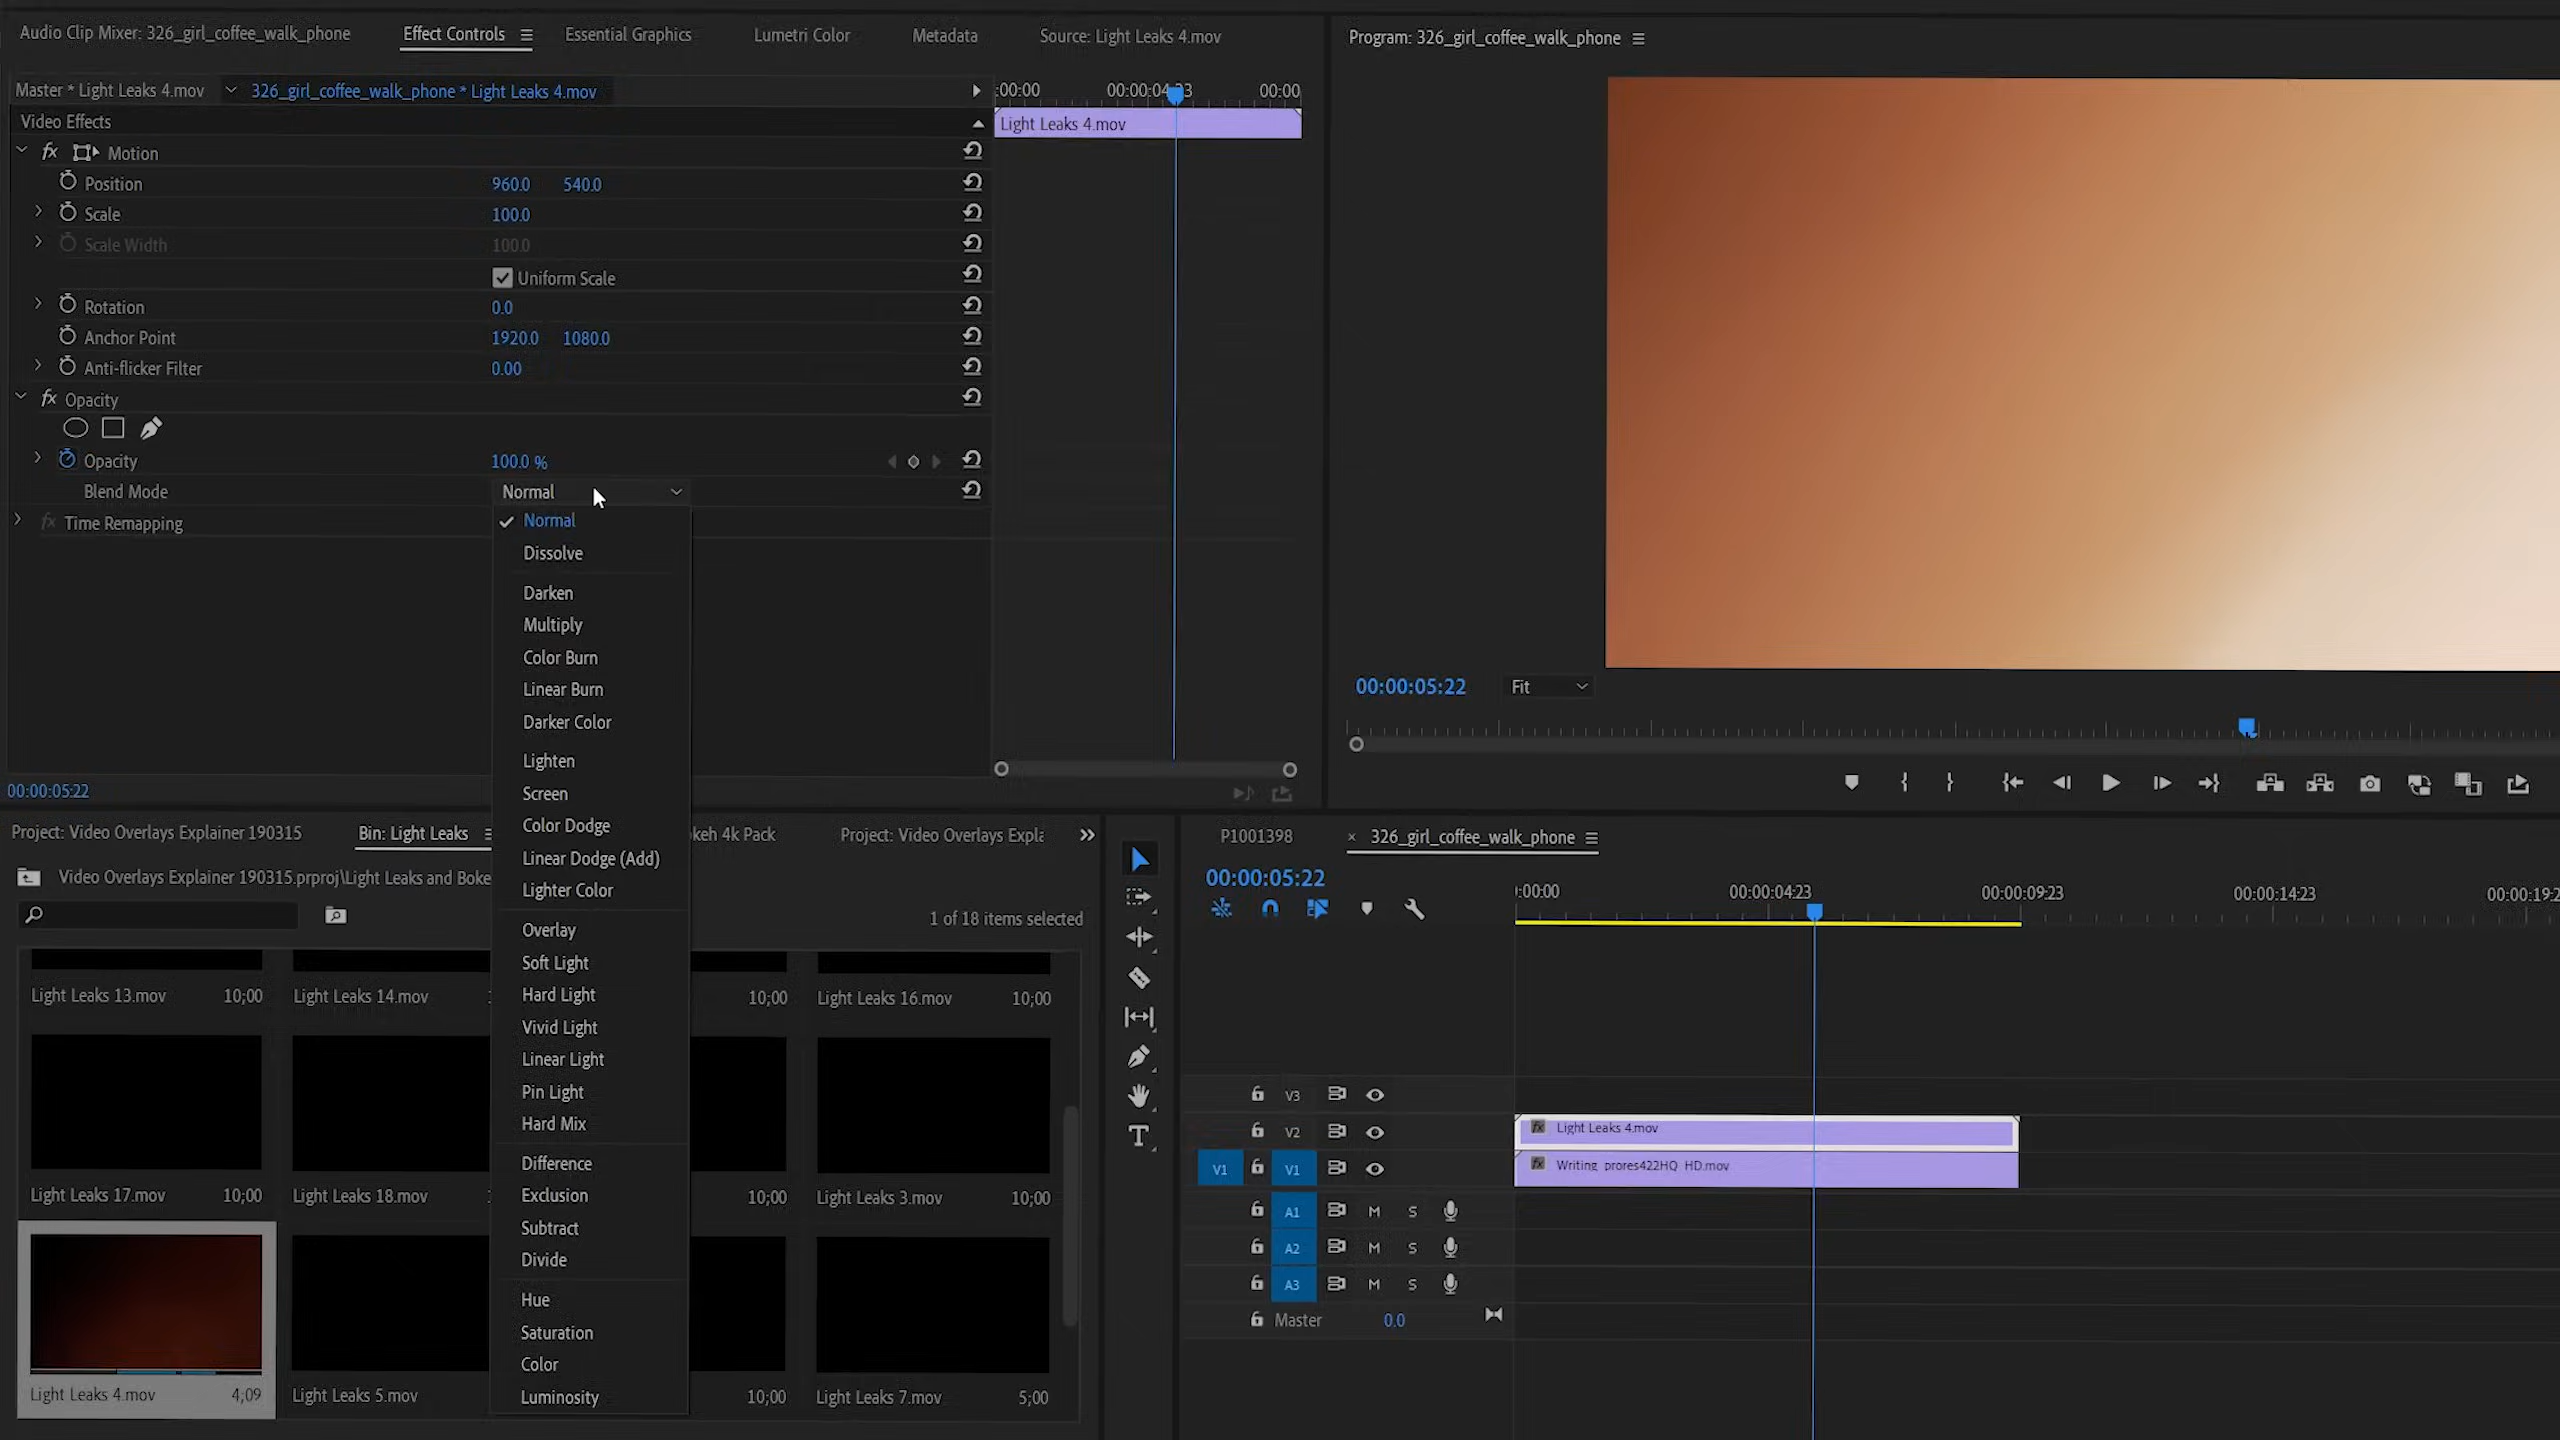 Audio Clip Mixer: 326_girl_coffee_walk_phone
Effect Controls
Essential Graphics
Lumetri Color
Metadata
Source: Light Leaks 4.mov
Program: 326_girl_coffee_walk_phone
Master * Light Leaks 4.mov
326_girl_coffee_walk_phone * Light Leaks 4.mov
:00:00
00:00
Video Effects
Light Leaks 4.mov
fx Motion
Position 960.0 540.0
Scale 100.0
Scale Width 100.0
Uniform Scale
Rotation 0.0
Anchor Point 1920.0 1080.0
Anti-flicker Filter 0.00
fx Opacity
Opacity 100.0 %
Blend Mode Normal
fx Time Remapping
Normal
Dissolve
Darken
Multiply
Color Burn
Linear Burn
Darker Color
Lighten
Screen
Color Dodge
Linear Dodge (Add)
Lighter Color
Overlay
Soft Light
Hard Light
Vivid Light
Linear Light
Pin Light
Hard Mix
Difference
Exclusion
Subtract
Divide
Hue
Saturation
Color
Luminosity
00:00:05:22
00:00:05:22 Fit
Project: Video Overlays Explainer 190315
Bin: Light Leaks
keh 4k Pack
Project: Video Overlays Expla
Video Overlays Explainer 190315.prproj\Light Leaks and Boke
1 of 18 items selected
Light Leaks 13.mov 10;00
Light Leaks 14.mov
10;00
Light Leaks 16.mov 10;00
Light Leaks 17.mov 10;00
Light Leaks 18.mov
10;00
Light Leaks 3.mov 10;00
Light Leaks 4.mov 4;09
Light Leaks 5.mov
10;00
Light Leaks 7.mov 5;00
P1001398
× 326_girl_coffee_walk_phone
00:00:05:22
:00:00
00:00:04:23
00:00:09:23
00:00:14:23
00:00:19:2
V3
V2
V1 V1
Light Leaks 4.mov
Writing_prores422HQ_HD.mov
A1 M S
A2 M S
A3 M S
Master 0.0